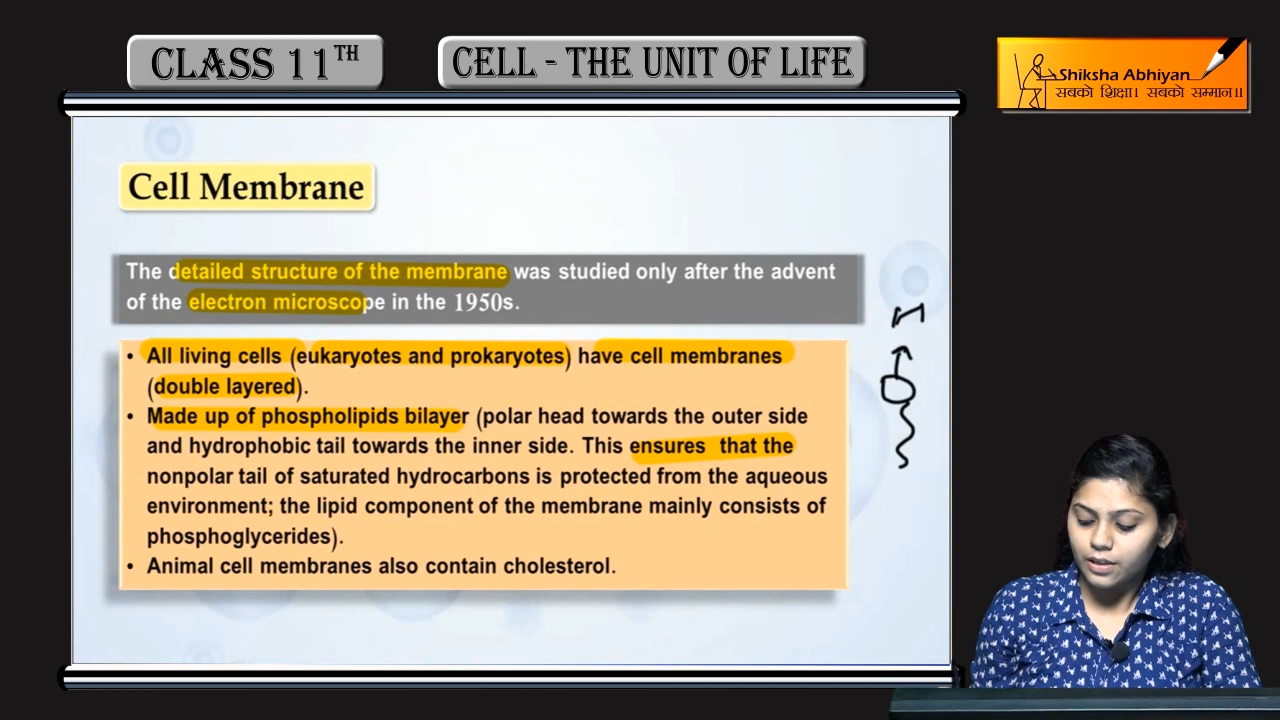 CLASS 11TH
CELL - THE UNIT OF LIFE
Shiksha Abhiyan
सबको शिक्षा। सबको सम्मान॥
Cell Membrane
The detailed structure of the membrane was studied only after the advent
of the electron microscope in the 1950s.
• All living cells (eukaryotes and prokaryotes) have cell membranes
(double layered).
• Made up of phospholipids bilayer (polar head towards the outer side
and hydrophobic tail towards the inner side. This ensures that the
nonpolar tail of saturated hydrocarbons is protected from the aqueous
environment; the lipid component of the membrane mainly consists of
phosphoglycerides).
• Animal cell membranes also contain cholesterol.